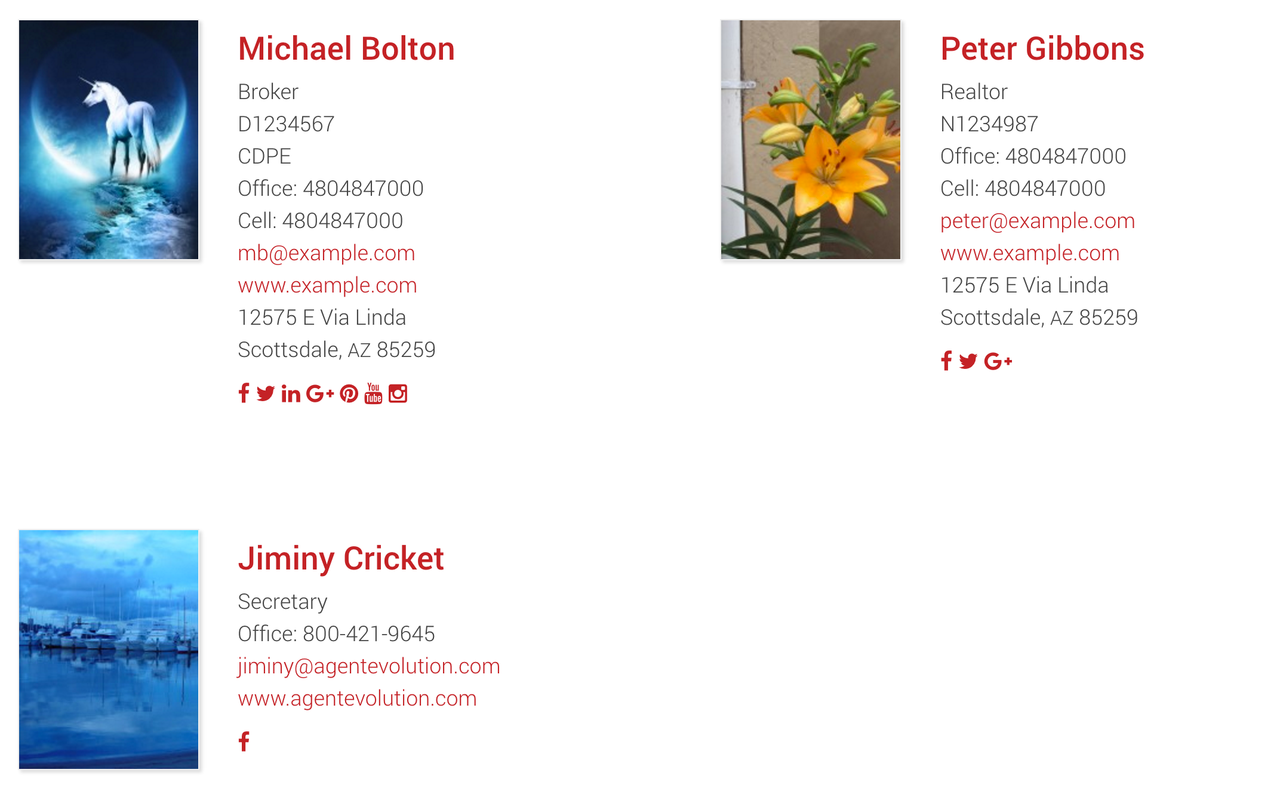 Michael Bolton
Broker
D1234567
CDPE
Office: 4804847000
Cell: 4804847000
mb@example.com
www.example.com
12575 E Via Linda
Scottsdale, AZ 85259
G+
You
Tube
Peter Gibbons
Realtor
N1234987
Office: 4804847000
Cell: 4804847000
peter@example.com
www.example.com
12575 E Via Linda
Scottsdale, AZ 85259
G+
Jiminy Cricket
Secretary
Office: 800-421-9645
jiminy@agentevolution.com
www.agentevolution.com